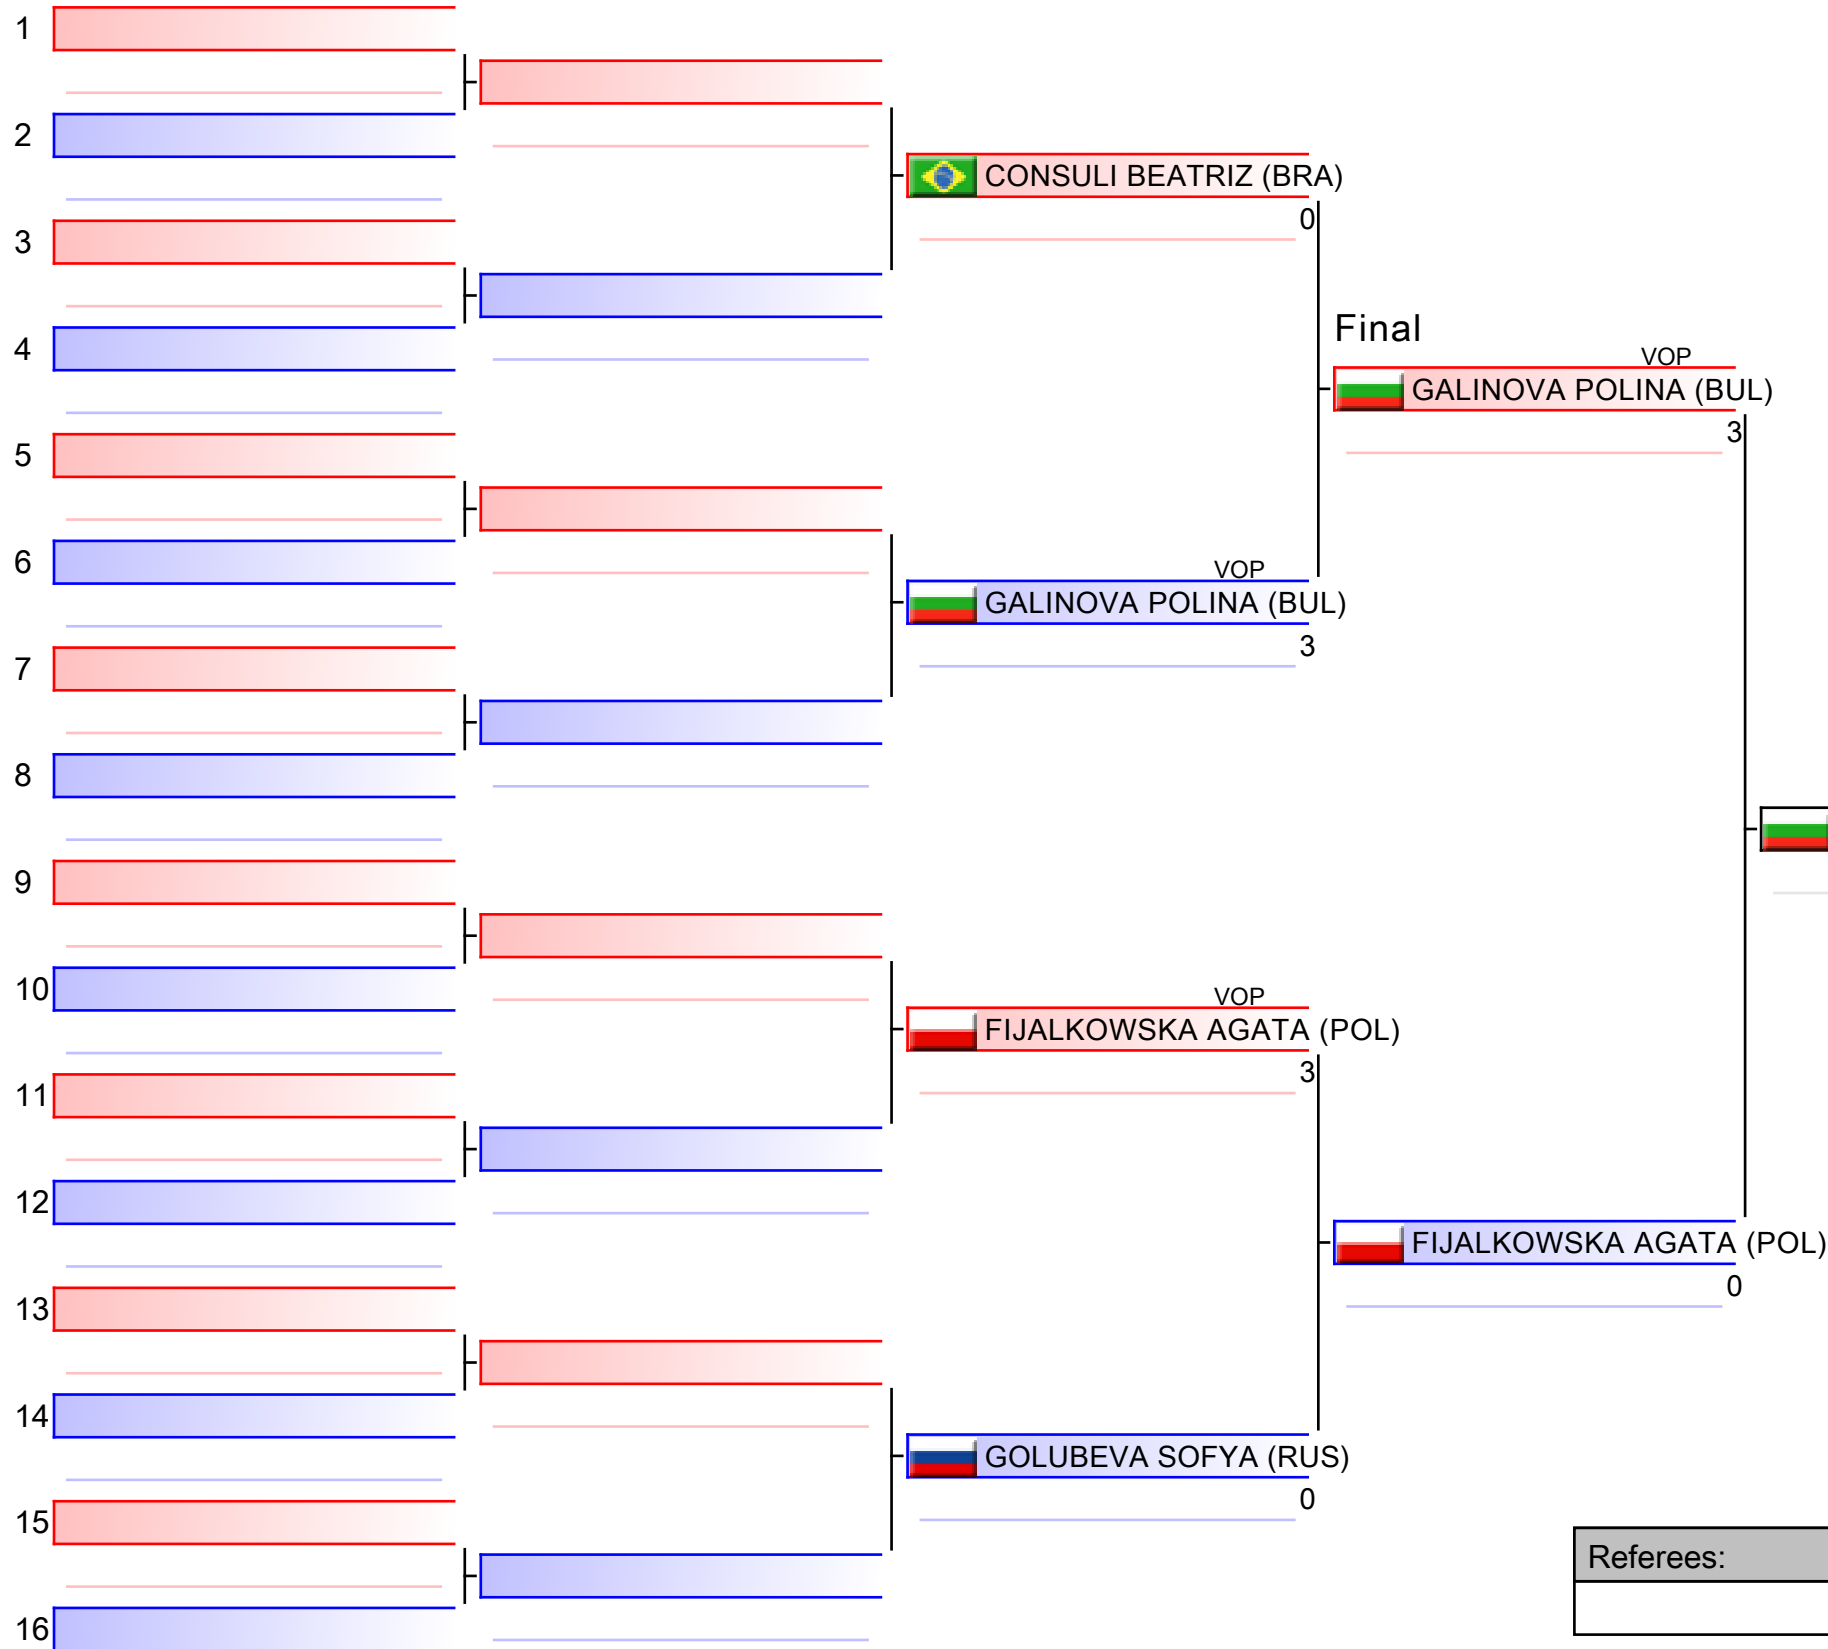 1
2
CONSULI BEATRIZ (BRA)
0
3
Final
4
VOP
GALINOVA POLINA (BUL)
3
5
6
VOP
GALINOVA POLINA (BUL)
3
7
8
9
10
VOP
FIJALKOWSKA AGATA (POL)
3
11
12
FIJALKOWSKA AGATA (POL)
0
13
14
GOLUBEVA SOFYA (RUS)
0
15
Referees:
16